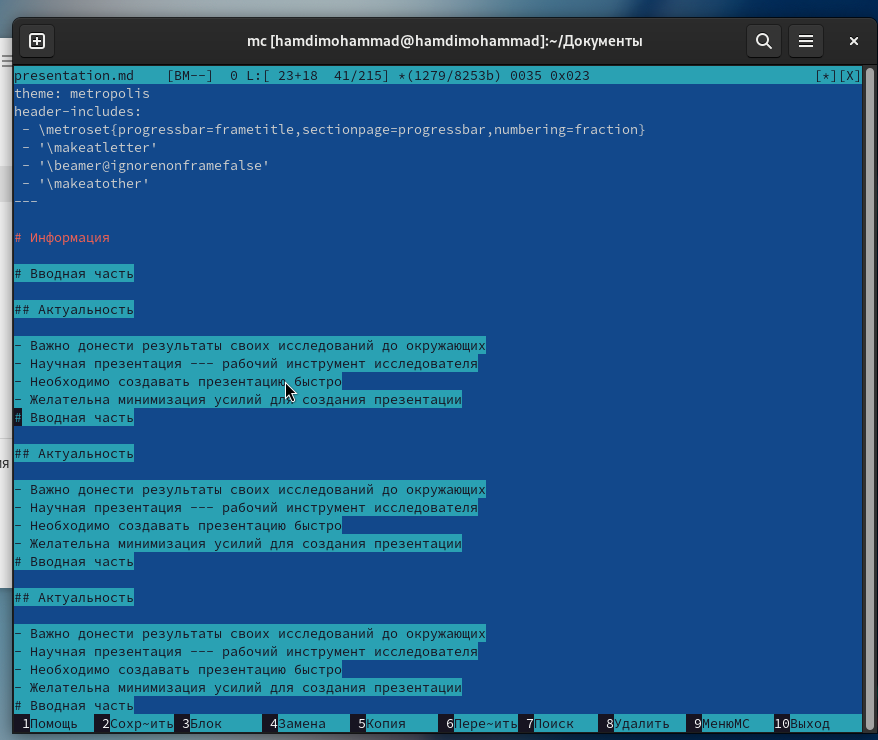 mc [hamdimohammad@hamdimohammad]:~/Документы
presentation.md    [BM--]  0 L:[ 23+18  41/215] *(1279/8253b) 0035 0x023    [*][X]
theme: metropolis
header-includes:
 - \metroset{progressbar=frametitle,sectionpage=progressbar,numbering=fraction}
 - '\makeatletter'
 - '\beamer@ignorenonframefalse'
 - '\makeatother'
---
# Информация
# Вводная часть
## Актуальность
- Важно донести результаты своих исследований до окружающих
- Научная презентация --- рабочий инструмент исследователя
- Необходимо создавать презентацию быстро
- Желательна минимизация усилий для создания презентации
# Вводная часть
## Актуальность
- Важно донести результаты своих исследований до окружающих
- Научная презентация --- рабочий инструмент исследователя
- Необходимо создавать презентацию быстро
- Желательна минимизация усилий для создания презентации
# Вводная часть
## Актуальность
- Важно донести результаты своих исследований до окружающих
- Научная презентация --- рабочий инструмент исследователя
- Необходимо создавать презентацию быстро
- Желательна минимизация усилий для создания презентации
# Вводная часть
1Помощь 2Сохр~ить 3Блок 4Замена 5Копия 6Пере~ить 7Поиск 8Удалить 9МенюMC 10Выход